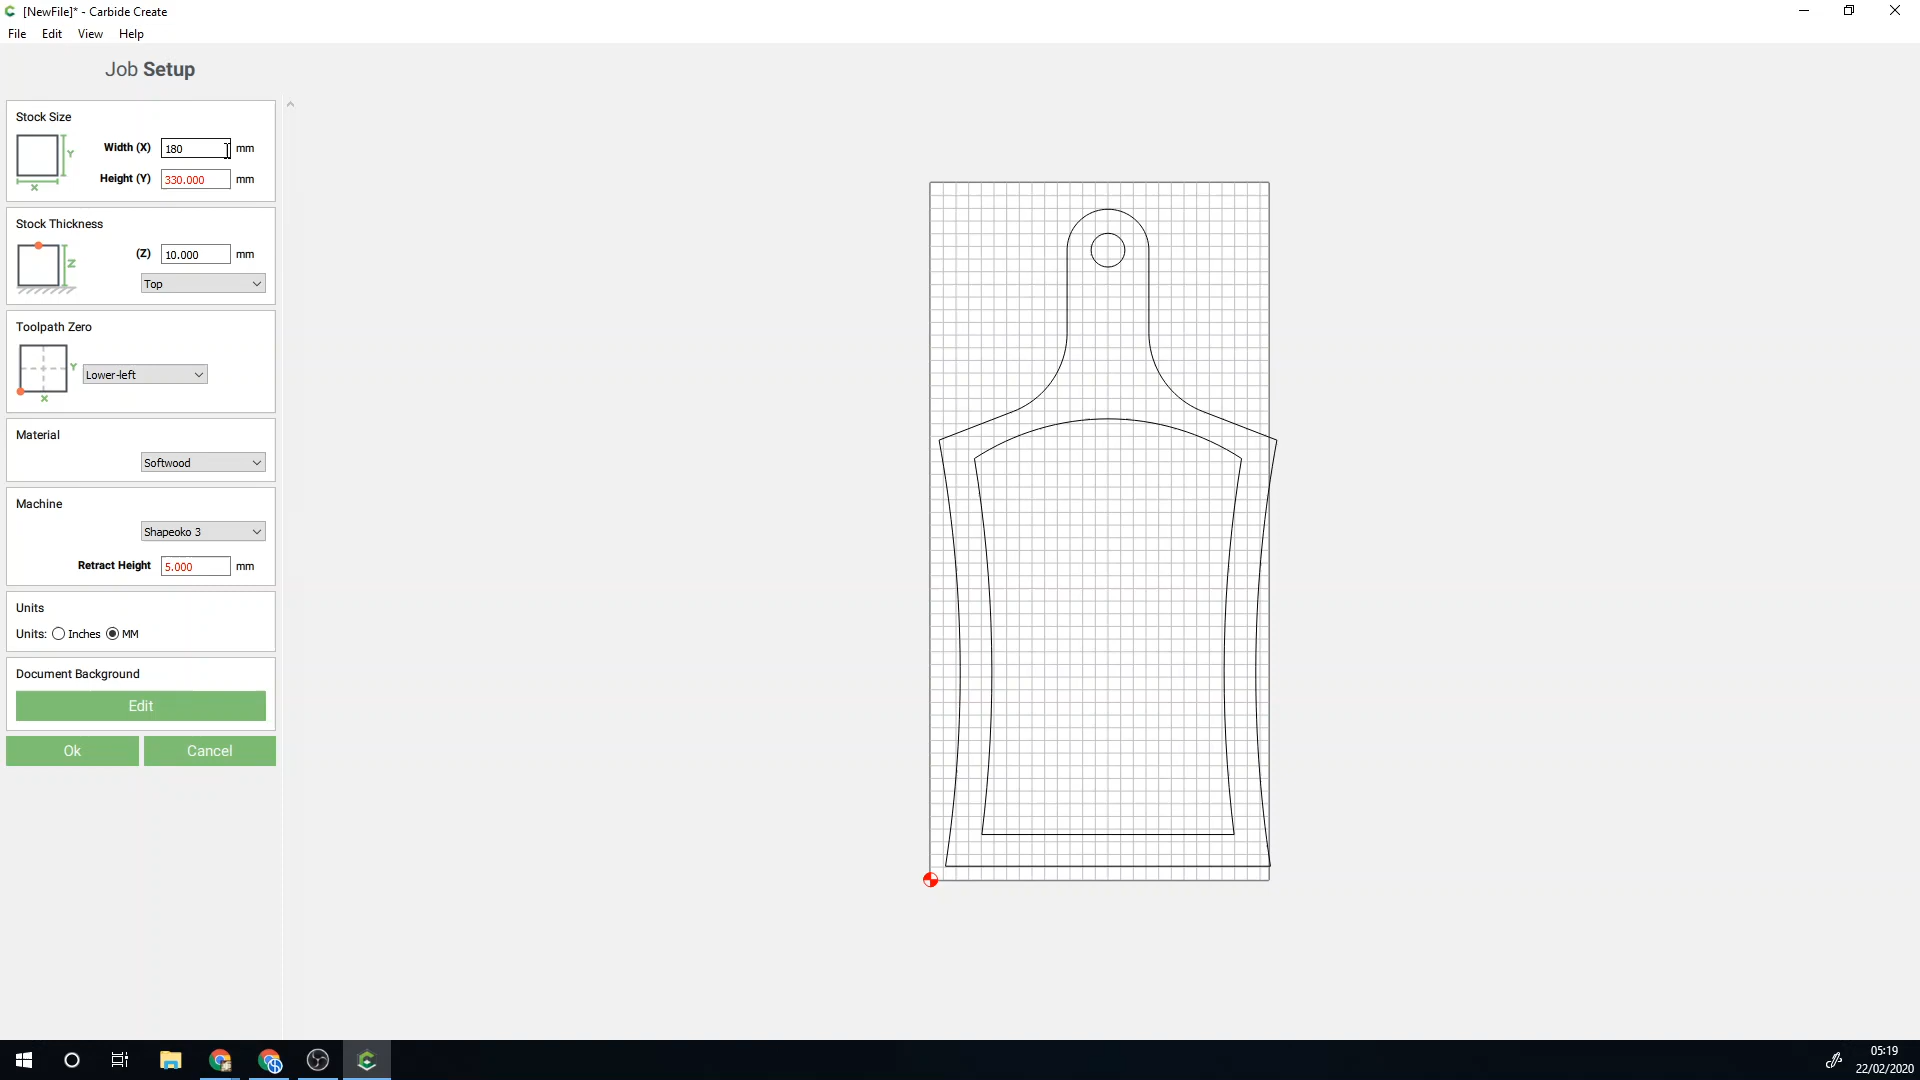 [NewFile]* - Carbide Create
File Edit View Help
Job Setup
Stock Size
Width (X) 180 mm
Y
Height (Y) 330.000 mm
X
Stock Thickness
(Z) 10.000 mm
Z
Top
Toolpath Zero
Y
Lower-left
X
Material
Softwood
Machine
Shapeoko 3
Retract Height 5.000 mm
Units
Units: Inches MM
Document Background
Edit
Ok Cancel
05:19
22/02/2020